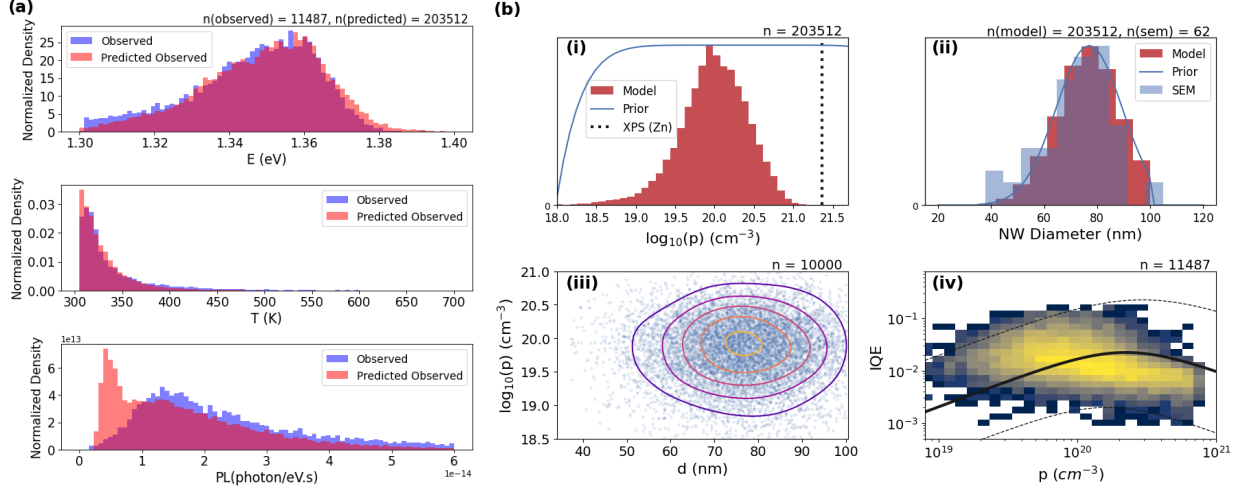 (a)
n(observed) = 11487, n(predicted) = 203512
Normalized Density
25
20
15
10
5
0
Observed
Predicted Observed
1.30
1.32
1.34
1.36
1.38
1.40
E (eV)
Normalized Density
0.03
0.02
0.01
0.00
Observed
Predicted Observed
300
350
400
450
500
550
600
650
700
T (K)
1e13
Normalized Density
6
4
2
0
Observed
Predicted Observed
0
1
2
3
4
5
6
1e−14
PL(photon/eV.s)
(b)
n = 203512
(i)
Model
Prior
XPS (Zn)
0
18.0
18.5
19.0
19.5
20.0
20.5
21.0
21.5
log10(p) (cm−3)
n(model) = 203512, n(sem) = 62
(ii)
Model
Prior
SEM
0
20
40
60
80
100
120
NW Diameter (nm)
n = 10000
(iii)
log10(p) (cm−3)
21.0
20.5
20.0
19.5
19.0
18.5
40
50
60
70
80
90
100
d (nm)
n = 11487
(iv)
IQE
10−1
10−2
10−3
10^19
10^20
10^21
p (cm−3)